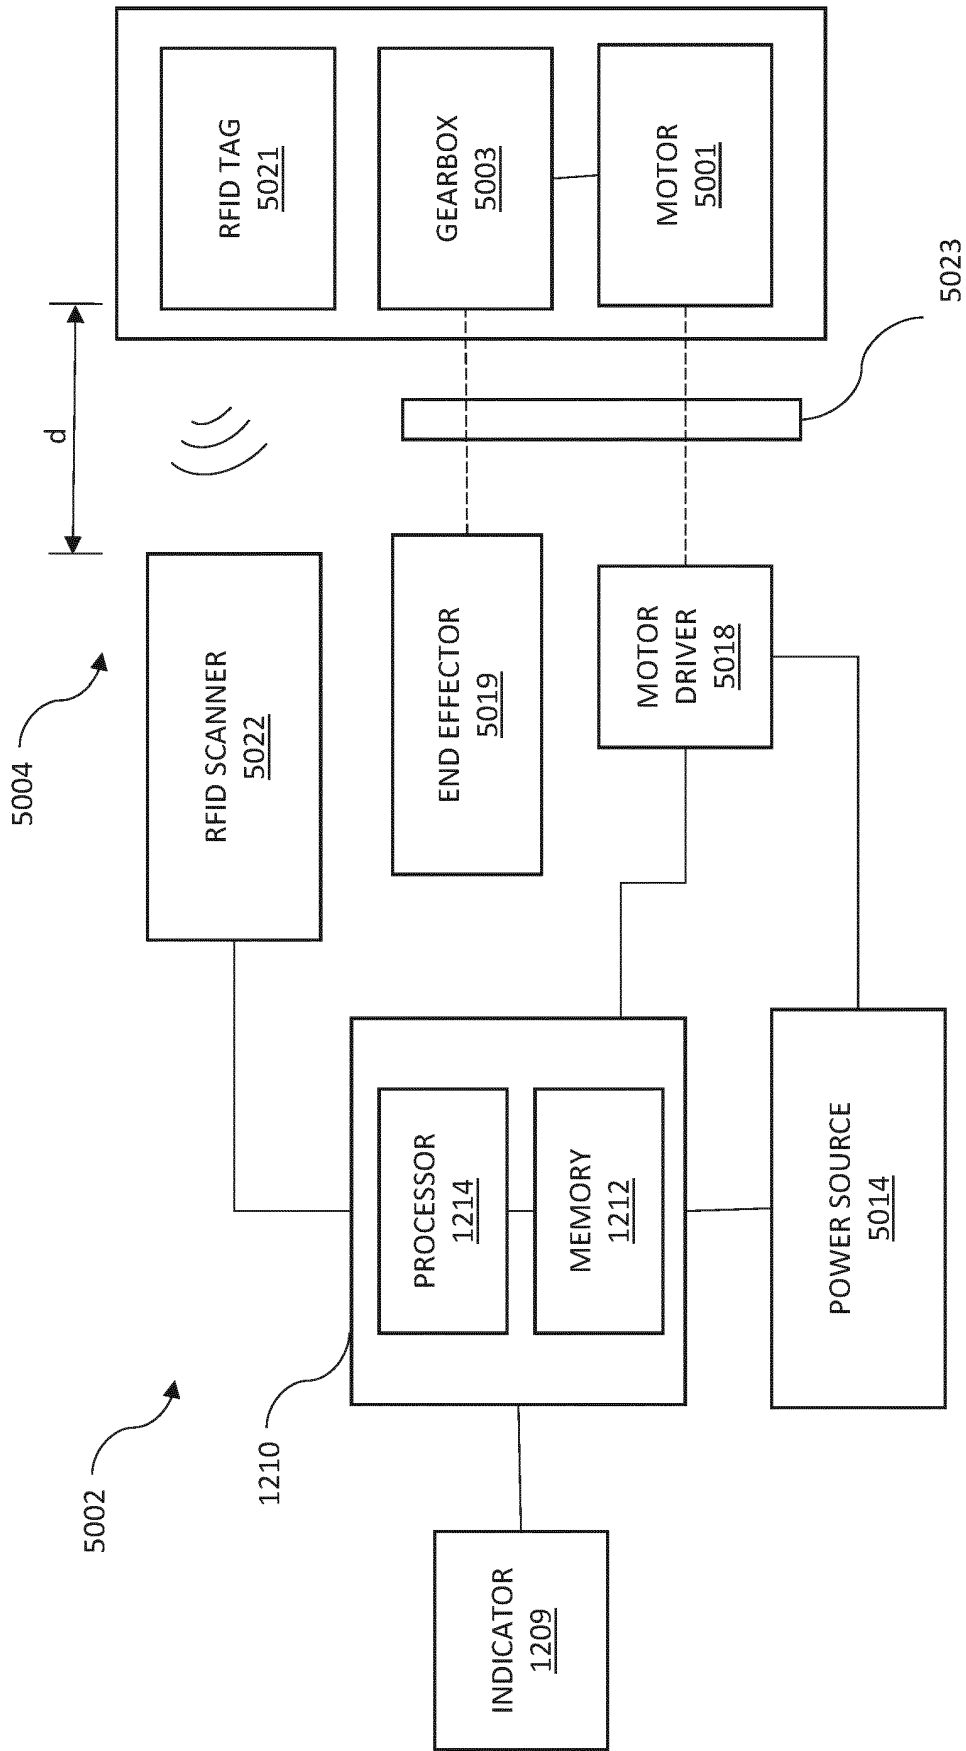 5002
5004
d
1210
RFID SCANNER
5022
RFID TAG
5021
INDICATOR
1209
PROCESSOR
1214
MEMORY
1212
END EFFECTOR
5019
GEARBOX
5003
MOTOR
DRIVER
5018
MOTOR
5001
POWER SOURCE
5014
5023